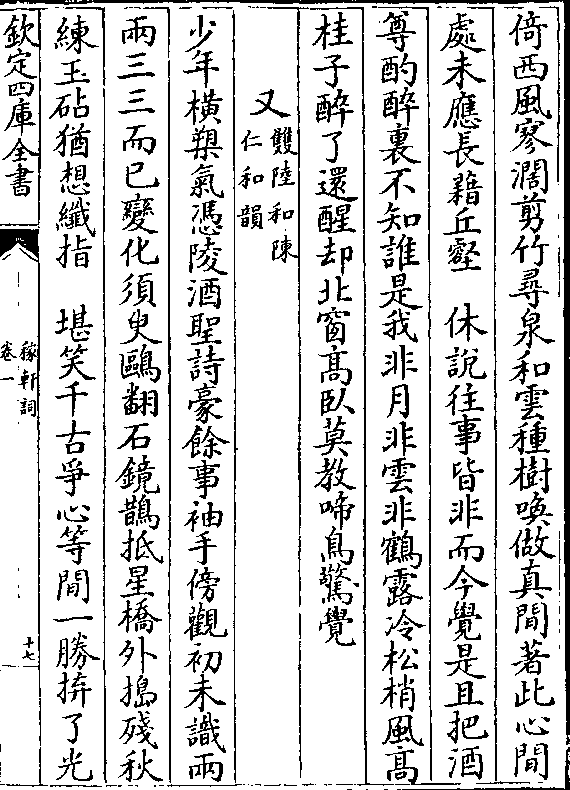 倚西風寥濶剪竹尋泉和雲種樹喚做真閒著此心閒
處未應長藉丘壑　休說往事皆非而今覺是且把酒
尊酌醉裏不知誰是我非月非雲非鶴露冷松梢風髙
桂子醉了還醒却北窗髙臥莫教啼鳥驚覺
又雙陸和陳
仁和韻
少年橫槊氣憑陵酒聖詩豪餘事袖手傍觀初未識兩
兩三三而已變化須臾鷗翻石鏡鵲抵星橋外搗殘秋
練玉砧猶想纖指　堪笑千古爭心等閒一勝拚了光
欽定四庫全書
稼軒詞
卷一
十七